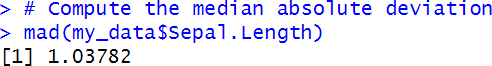 > # Compute the median absolute deviation
> mad(my_data$Sepal.Length)
[1] 1.03782